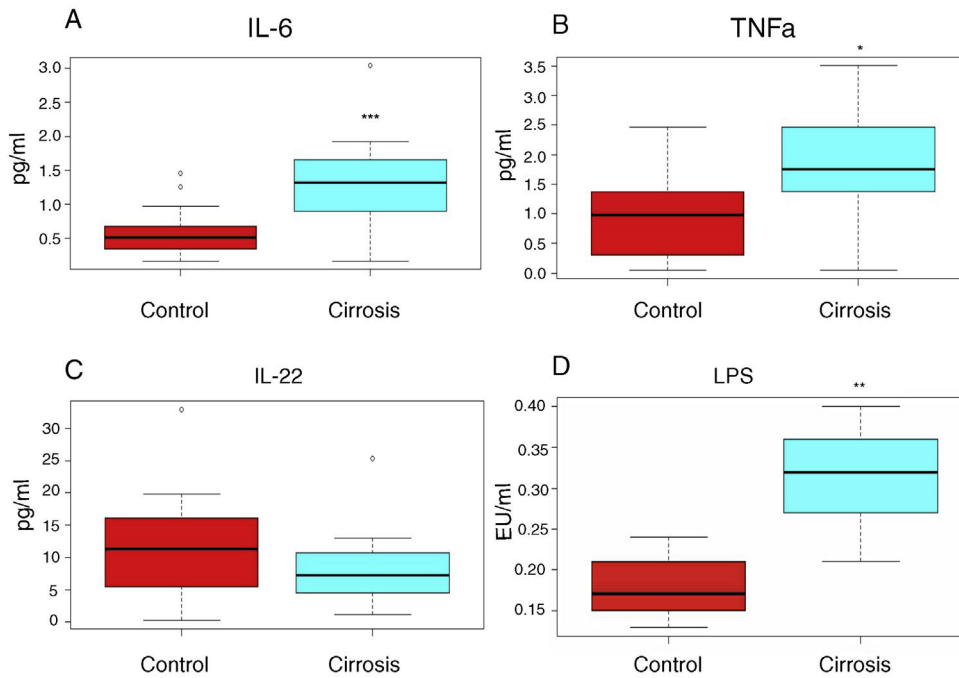 A
IL-6
pg/ml
3.0
2.5
2.0
1.5
1.0
0.5
***
Control
Cirrosis
B
TNFa
pg/ml
3.5
3.0
2.5
2.0
1.5
1.0
0.5
0.0
*
Control
Cirrosis
C
IL-22
pg/ml
30
25
20
15
10
5
0
Control
Cirrosis
D
LPS
EU/ml
0.40
0.35
0.30
0.25
0.20
0.15
**
Control
Cirrosis